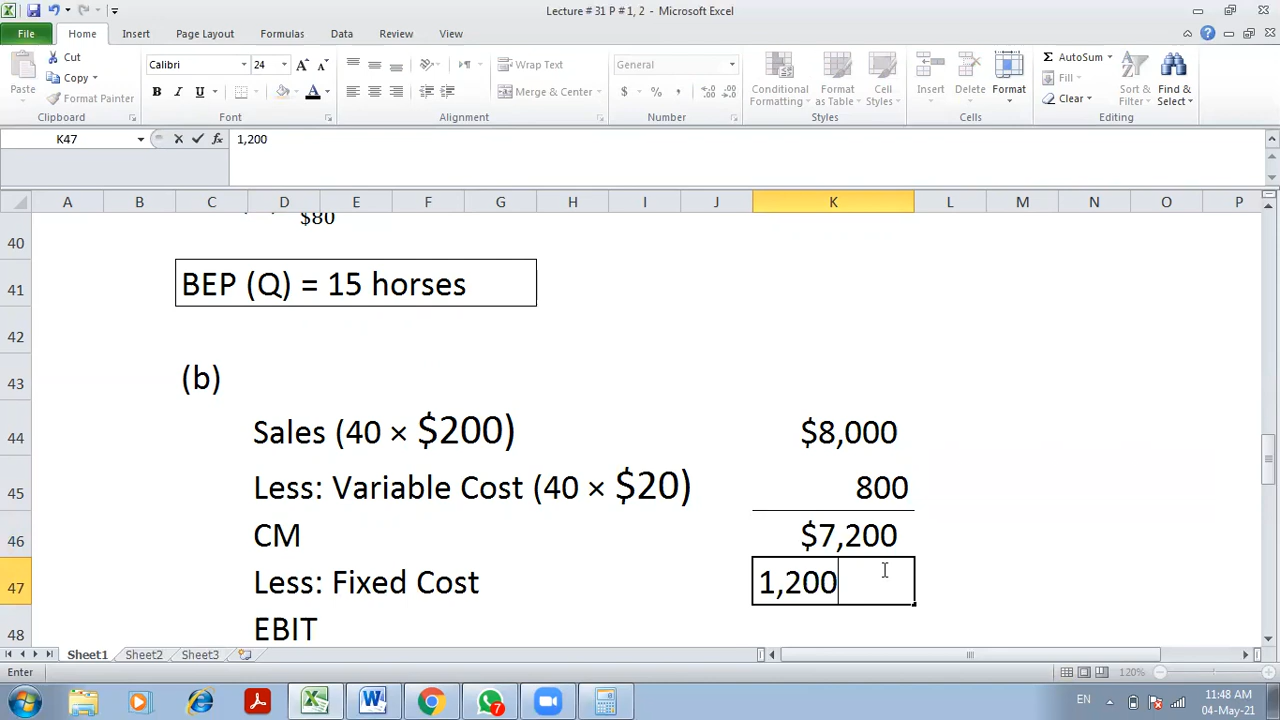 Lecture # 31 P # 1, 2 - Microsoft Excel
File Home Insert Page Layout Formulas Data Review View
Paste Cut Copy Format Painter
Calibri 24 A A
B I U A
Wrap Text
Merge & Center
General
$ % ,
Conditional Formatting Format as Table Cell Styles
Insert Delete Format
Σ AutoSum Fill Clear
Sort & Filter Find & Select
Clipboard Font Alignment Number Styles Cells Editing
K47 fx 1,200
A B C D E F G H I J K L M N O P
$80
40
41 BEP (Q) = 15 horses
42
43 (b)
44 Sales (40 × $200) $8,000
45 Less: Variable Cost (40 × $20) 800
46 CM $7,200
47 Less: Fixed Cost 1,200
48 EBIT
Sheet1 Sheet2 Sheet3
Enter 120%
7 EN 11:48 AM
04-May-21